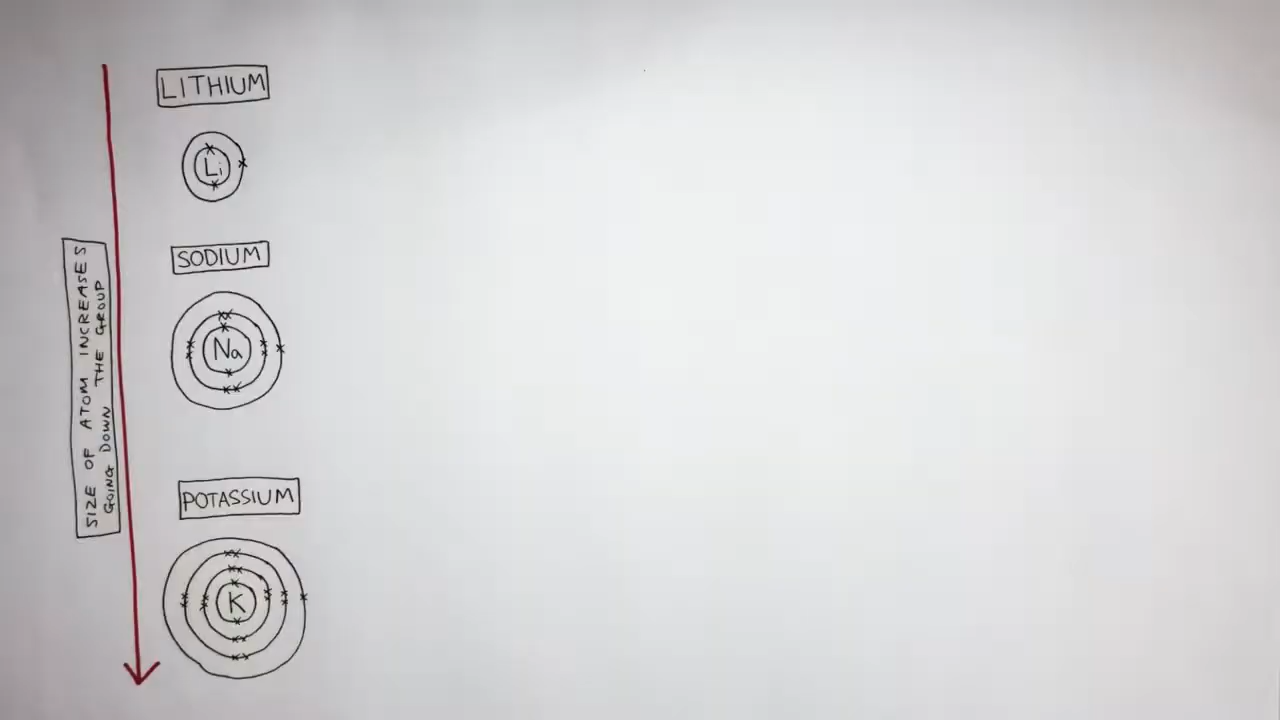 LITHIUM
Li
SODIUM
Na
POTASSIUM
K
SIZE OF ATOM INCREASES
GOING DOWN THE GROUP